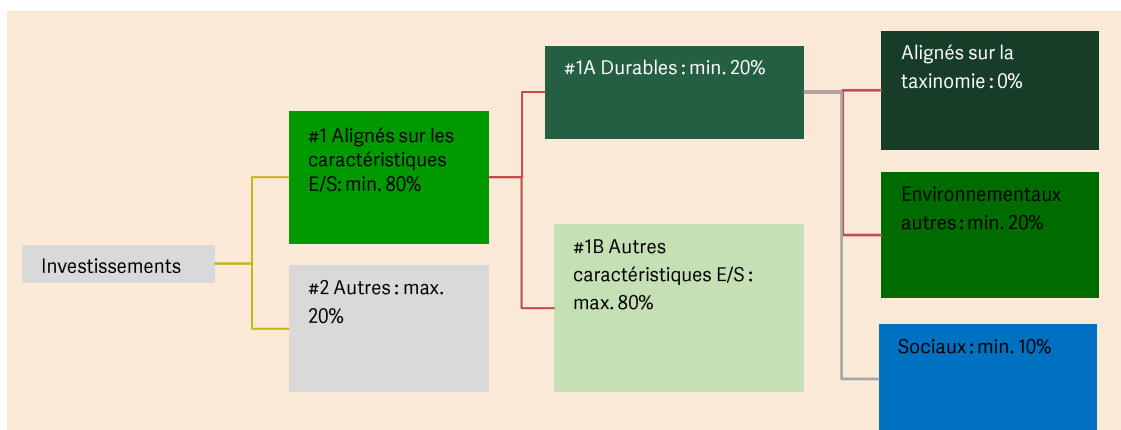 Investissements
#1 Alignés sur les
caractéristiques
E/S: min. 80%
#2 Autres : max.
20%
#1A Durables : min. 20%
#1B Autres
caractéristiques E/S :
max. 80%
Alignés sur la
taxinomie : 0%
Environnementaux
autres : min. 20%
Sociaux : min. 10%